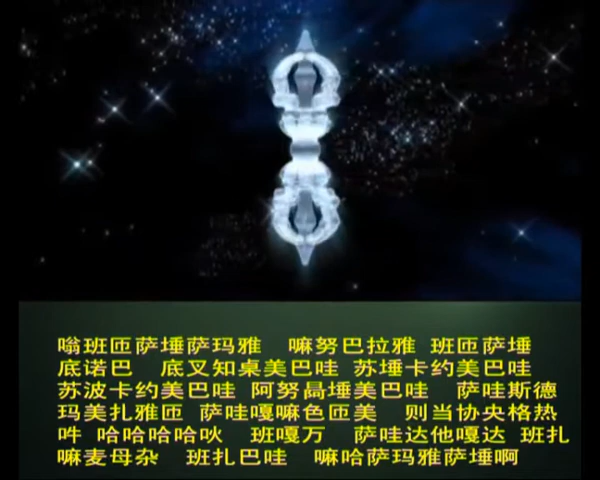 嗡班匝萨埵萨玛雅 嘛努巴拉雅 班匝萨埵
底诺巴 底叉知桌美巴哇 苏埵卡约美巴哇
苏波卡约美巴哇 阿努曷埵美巴哇 萨哇斯德
玛美扎雅匝 萨哇嘎嘛色匝美 则当协央格热
吽 哈哈哈哈吙 班嘎万 萨哇达他嘎达 班扎
嘛麦母杂 班扎巴哇 嘛哈萨玛雅萨埵啊